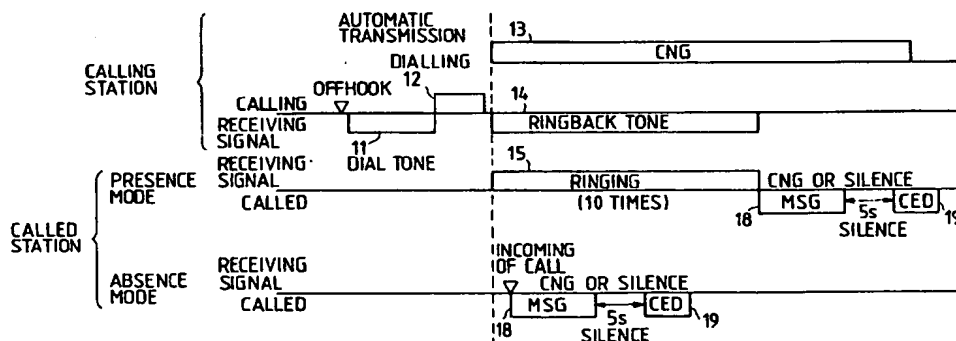 AUTOMATIC
TRANSMISSION
DIALLING
12
13
CNG
CALLING
STATION
OFFHOOK
CALLING
RECEIVING
SIGNAL
11
DIAL TONE
14
RINGBACK TONE
CALLED
STATION
PRESENCE
MODE
RECEIVING
SIGNAL
CALLED
15
RINGING
(10 TIMES)
CNG OR SILENCE
18
MSG
5s
SILENCE
CED
19
ABSENCE
MODE
RECEIVING
SIGNAL
CALLED
INCOMING
OF CALL
CNG OR SILENCE
18
MSG
5s
SILENCE
CED
19